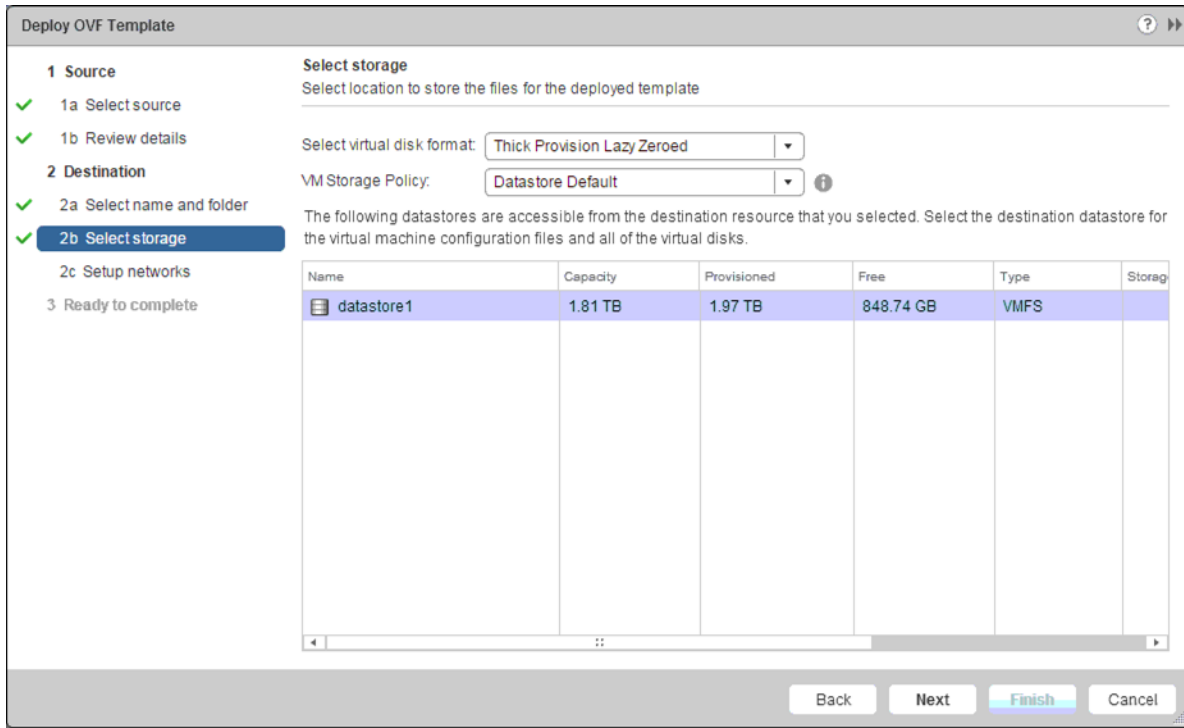 Deploy OVF Template
1 Source
1a Select source
1b Review details
2 Destination
2a Select name and folder
2b Select storage
2c Setup networks
3 Ready to complete
Select storage
Select location to store the files for the deployed template
Select virtual disk format: Thick Provision Lazy Zeroed
VM Storage Policy: Datastore Default
The following datastores are accessible from the destination resource that you selected. Select the destination datastore for
the virtual machine configuration files and all of the virtual disks.
Name Capacity Provisioned Free Type Storag
datastore1 1.81 TB 1.97 TB 848.74 GB VMFS
Back Next Finish Cancel